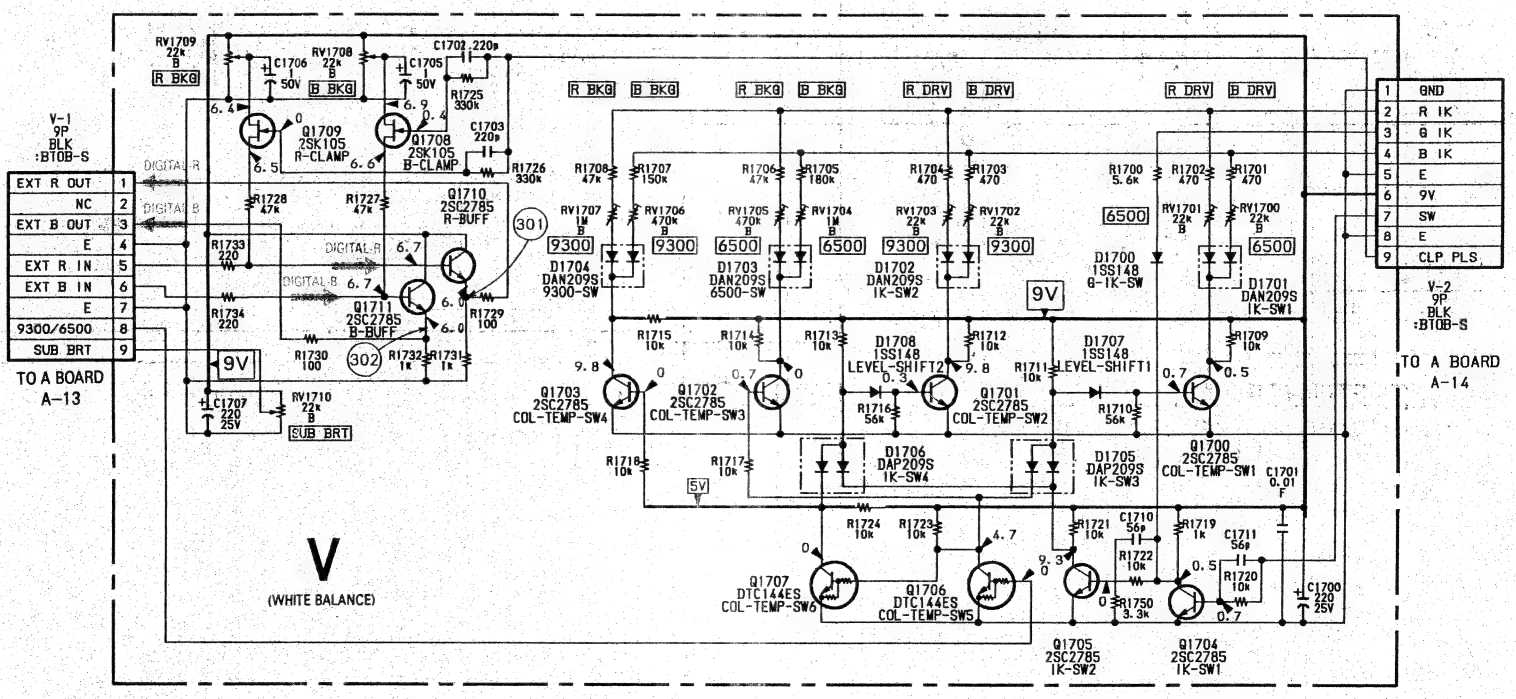 RV1709
22k
B
R BKG
C1706
1
50V
RV1708
22k
B
B BKG
C1705
1
50V
C1702 220p
R1725
330k
6.4
0
6.9
0.4
Q1709
2SK105
R-CLAMP
Q1708
2SK105
B-CLAMP
C1703
220p
R1726
330k
6.5
6.6
V-1
9P
BLK
:BTOB-S
EXT R OUT 1
NC 2
EXT B OUT 3
E 4
EXT R IN 5
EXT B IN 6
E 7
9300/6500 8
SUB BRT 9
TO A BOARD
A-13
DIGITAL-R
DIGITAL-B
R1728
47k
R1727
47k
Q1710
2SC2785
R-BUFF
301
R1733
220
DIGITAL-R
6.7
DIGITAL-B
6.7
R1734
220
Q1711
2SC2785
B-BUFF
6.0
R1729
100
6.0
302
R1730
100
R1732
1k
R1731
1k
9V
C1707
220
25V
RV1710
22k
B
SUB BRT
R BKG
B BKG
R BKG
B BKG
R DRV
B DRV
R DRV
B DRV
R1708
47k
R1707
150k
R1706
47k
R1705
180k
R1704
470
R1703
470
R1700
5.6k
R1702
470
R1701
470
RV1707
1M
B
9300
RV1706
470k
B
9300
RV1705
470k
B
6500
RV1704
1M
B
6500
RV1703
22k
B
9300
RV1702
22k
B
9300
6500
RV1701
22k
B
RV1700
22k
B
6500
D1704
DAN209S
9300-SW
D1703
DAN209S
6500-SW
D1702
DAN209S
IK-SW2
D1700
1SS148
G-IK-SW
D1701
DAN209S
IK-SW1
9V
R1715
10k
R1714
10k
R1713
10k
D1708
1SS148
LEVEL-SHIFT2
R1712
10k
D1707
1SS148
LEVEL-SHIFT1
R1711
10k
R1709
10k
9.8
0
0.7
0
0.3
9.8
0.7
0.5
Q1703
2SC2785
COL-TEMP-SW4
Q1702
2SC2785
COL-TEMP-SW3
R1716
56k
Q1701
2SC2785
COL-TEMP-SW2
R1710
56k
Q1700
2SC2785
COL-TEMP-SW1
R1718
10k
R1717
10k
D1706
DAP209S
IK-SW4
D1705
DAP209S
IK-SW3
C1701
0.01
F
5V
R1724
10k
R1723
10k
4.7
R1721
10k
C1710
56p
R1722
10k
R1719
1k
C1711
56p
R1720
10k
0
9.3
0
0
0.5
0.7
R1750
3.3k
C1700
220
25V
Q1707
DTC144ES
COL-TEMP-SW6
Q1706
DTC144ES
COL-TEMP-SW5
Q1705
2SC2785
IK-SW2
Q1704
2SC2785
IK-SW1
V
(WHITE BALANCE)
1 GND
2 R IK
3 G IK
4 B IK
5 E
6 9V
7 SW
8 E
9 CLP PLS
V-2
9P
BLK
:BTOB-S
TO A BOARD
A-14